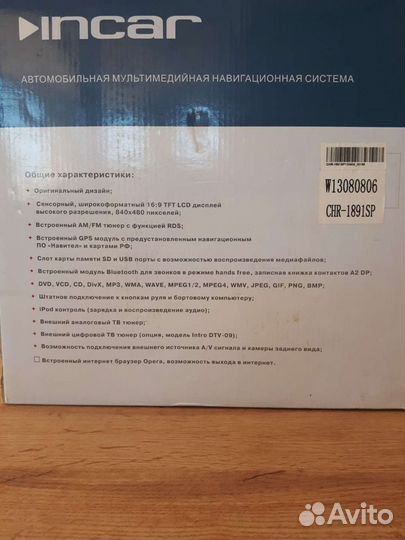 incar
АВТОМОБИЛЬНАЯ МУЛЬТИМЕДИЙНАЯ НАВИГАЦИОННАЯ СИСТЕМА
W13080806
CHR-1891SP
Общие характеристики:
Оригинальный дизайн;
Сенсорный, широкоформатный 16:9 TFT LCD дисплей
высокого разрешения, 840х480 пикселей;
Встроенный AM/FM тюнер с функцией RDS;
Встроенный GPS модуль с предустановленным навигационным
ПО «Навител» и картами РФ;
Слот карты памяти SD и USB порты с возможностью воспроизведения медиафайлов;
Встроенный модуль Bluetooth для звонков в режиме hands free, записная книжка контактов A2 DP;
DVD, VCD, CD, DivX, MP3, WMA, WAVE, MPEG1/2, MPEG4, WMV, JPEG, GIF, PNG, BMP;
Штатное подключение к кнопкам руля и бортовому компьютеру;
iPod контроль (зарядка и воспроизведение аудио);
Внешний аналоговый ТВ тюнер;
Внешний цифровой ТВ тюнер (опция, модель Intro DTV-09);
Возможность подключения внешнего источника A/V сигнала и камеры заднего вида;
Встроенный интернет браузер Opera, возможность выхода в интернет.
Avito